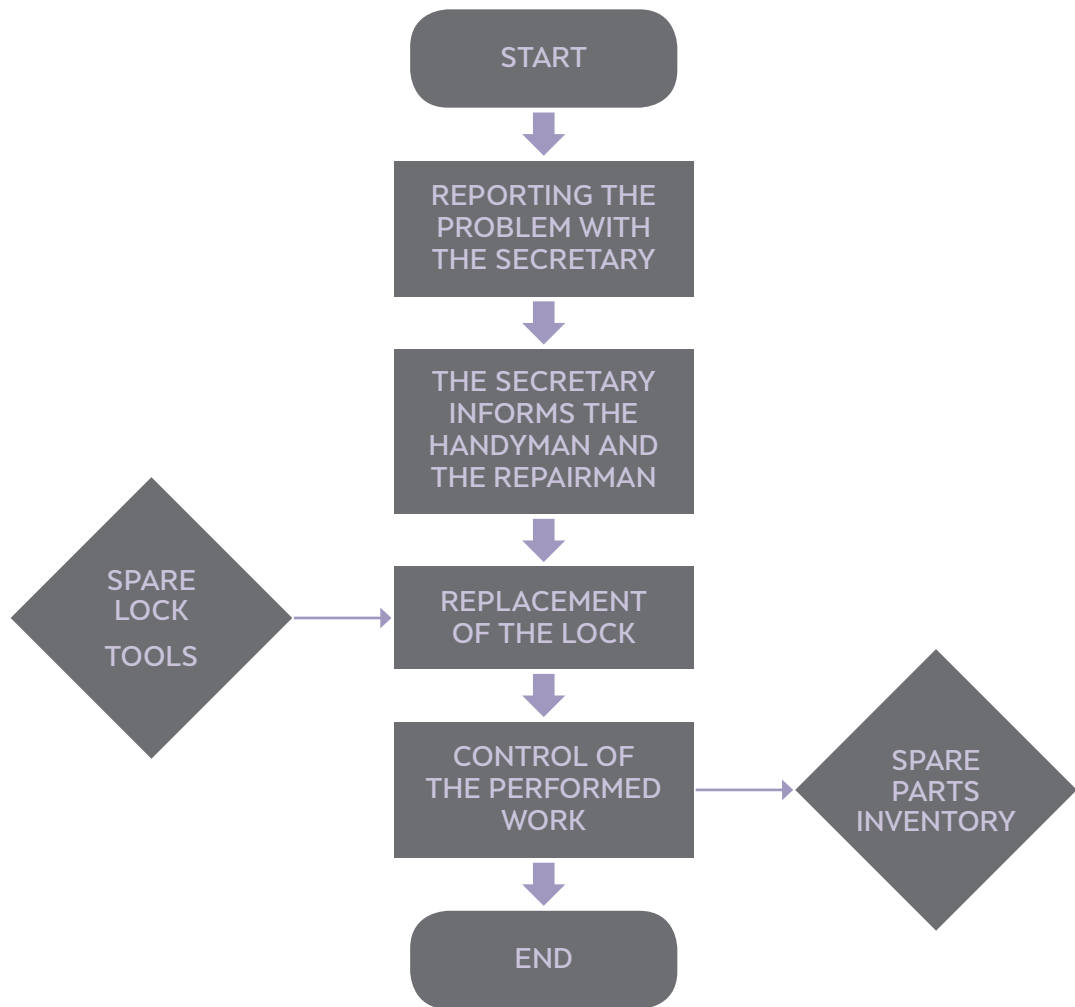 START
REPORTING THE
PROBLEM WITH
THE SECRETARY
THE SECRETARY
INFORMS THE
HANDYMAN AND
THE REPAIRMAN
SPARE
LOCK
TOOLS
REPLACEMENT
OF THE LOCK
CONTROL OF
THE PERFORMED
WORK
SPARE
PARTS
INVENTORY
END